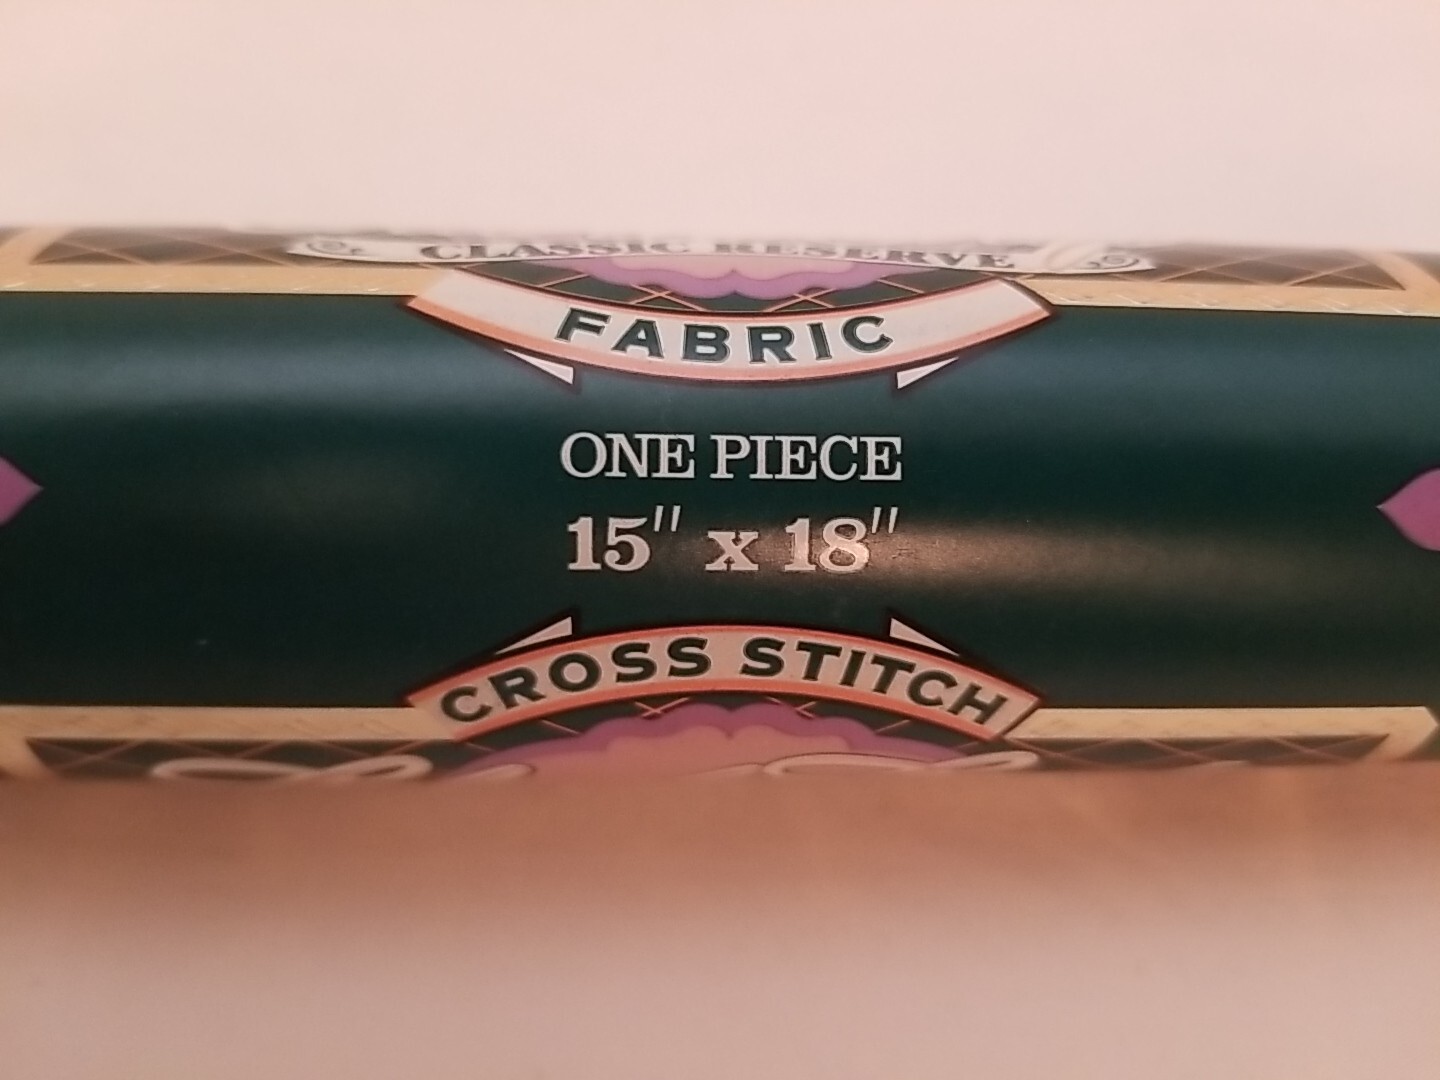 CLASSIC RESERVE
FABRIC
ONE PIECE
15" x 18"
CROSS STITCH